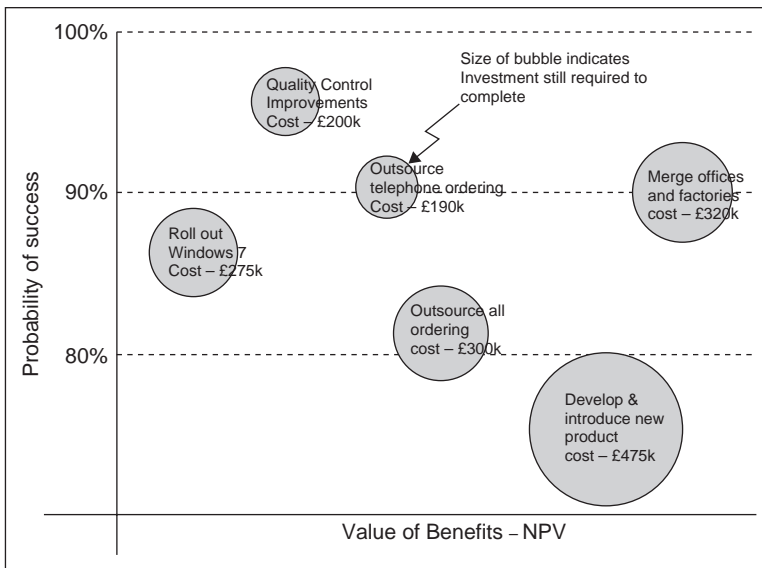 100%
Size of bubble indicates
Investment still required to
complete
Quality Control
Improvements
Cost – £200k
Outsource
telephone ordering
Cost – £190k
90%
Merge offices
and factories
cost – £320k
Roll out
Windows 7
Cost – £275k
Outsource all
ordering
cost – £300k
80%
Develop &
introduce new
product
cost – £475k
Probability of success
Value of Benefits – NPV